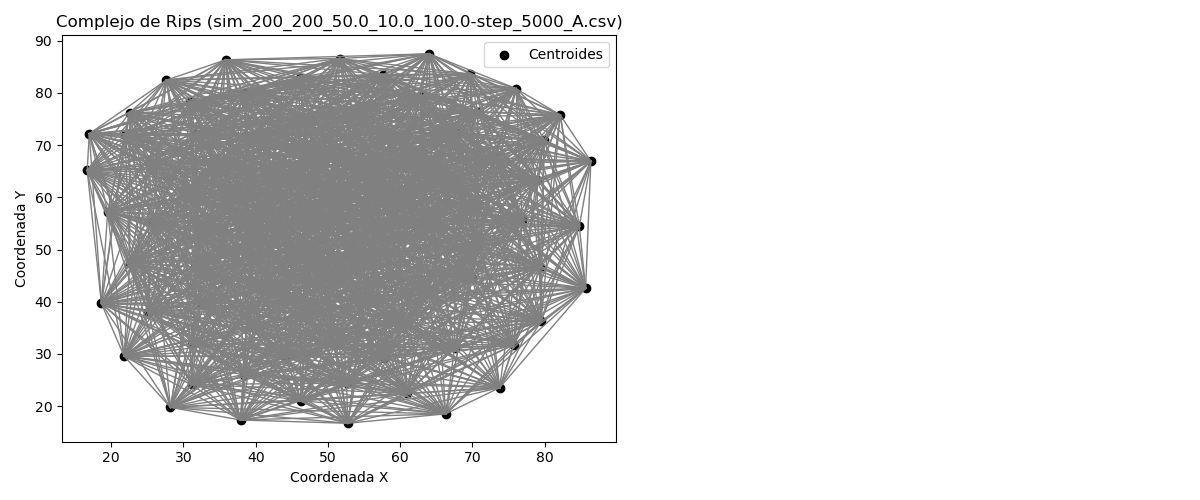 Complejo de Rips (sim_200_200_50.0_10.0_100.0-step_5000_A.csv)
Centroides
Coordenada Y
90
80
70
60
50
40
30
20
20 30 40 50 60 70 80
Coordenada X